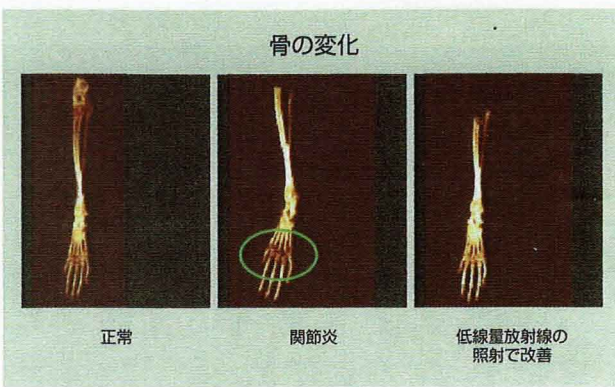 骨の変化
正常
関節炎
低線量放射線の
照射で改善